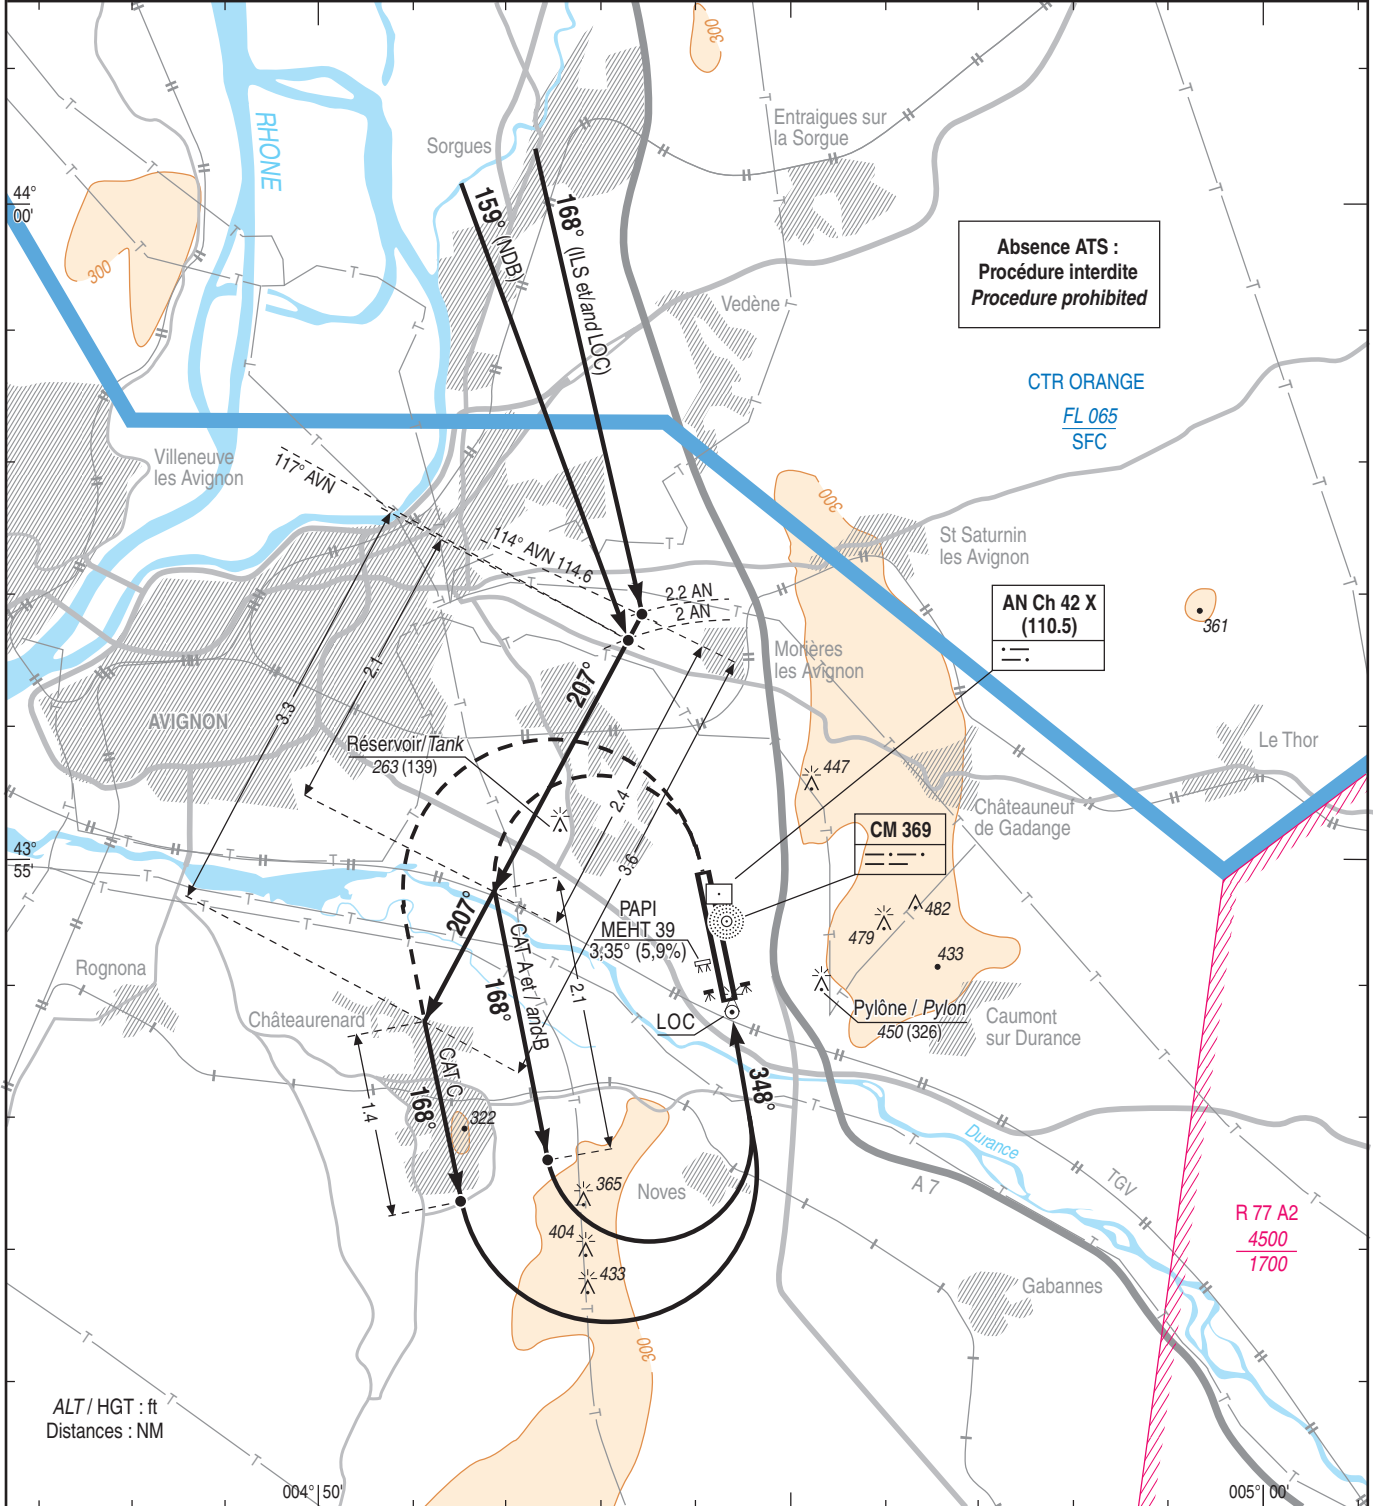 300
Entraigues sur
la Sorgue
Sorgues
RHONE
44°
00'
159° (NDB)
168° (ILS et/and LOC)
Absence ATS :
Procédure interdite
Procedure prohibited
300
Vedène
CTR ORANGE
FL 065
SFC
Villeneuve
les Avignon
117° AVN
300
114° AVN 114.6
St Saturnin
les Avignon
2.2 AN
2 AN
AN Ch 42 X
(110.5)
361
Morières
les Avignon
2.1
207°
3.3
AVIGNON
Réservoir/Tank
263 (139)
Le Thor
447
2.4
Châteauneuf
de Gadange
CM 369
43°
55'
3.6
207°
PAPI
MEHT 39
3,35° (5,9%)
482
479
433
CAT A et / and B
168°
2.1
Rognona
Châteaurenard
LOC
Pylône / Pylon
450 (326)
Caumont
sur Durance
CAT C
168°
1.4
348°
322
Durance
TGV
A 7
365
Noves
404
433
R 77 A2
4500
1700
Gabannes
300
ALT / HGT : ft
Distances : NM
004° 50'
005° 00'
T